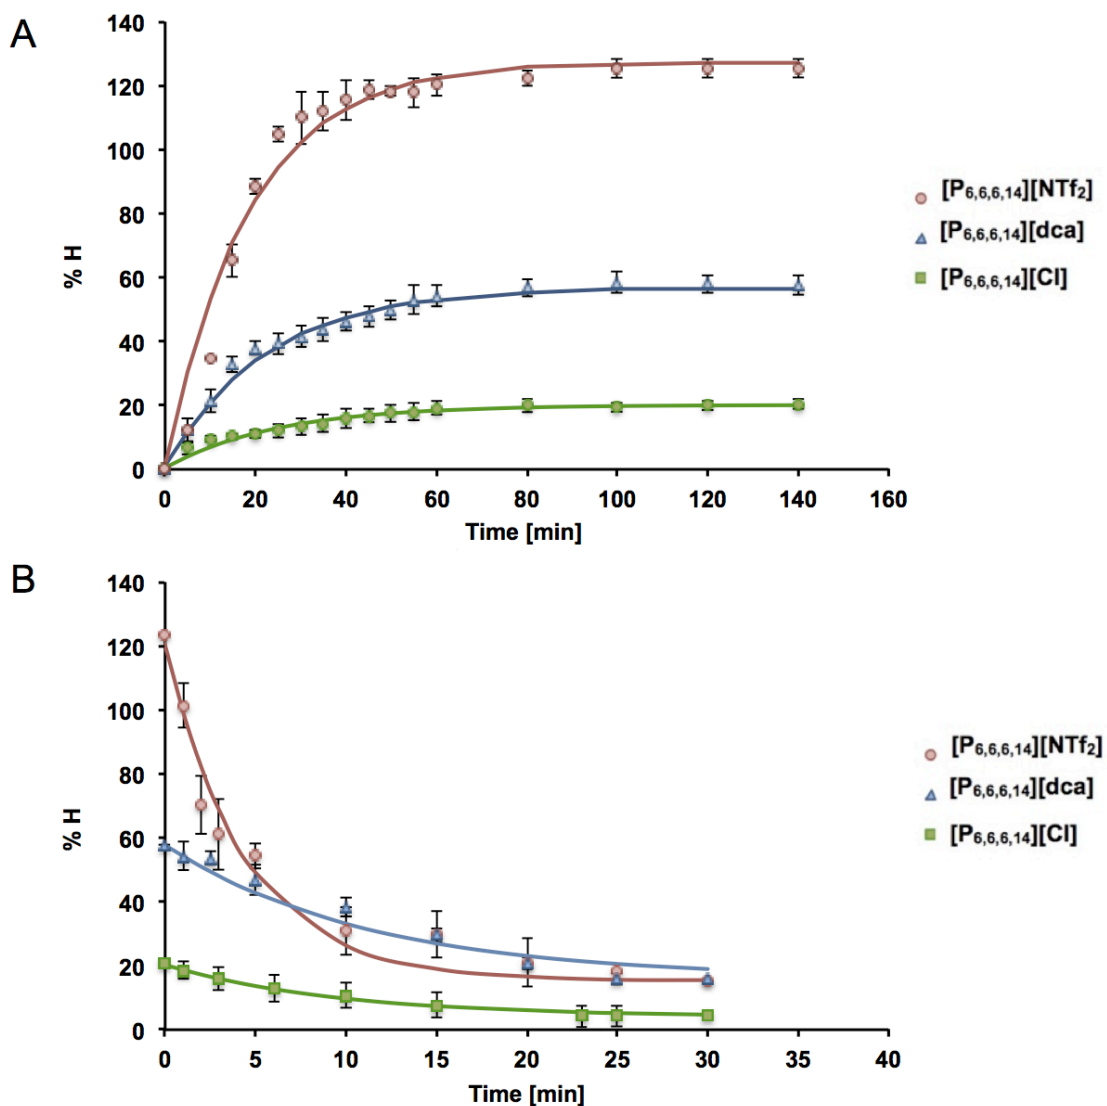 A
140
120
100
80
60
40
20
0
% H
0 20 40 60 80 100 120 140 160
Time [min]
[P6,6,6,14][NTf2]
[P6,6,6,14][dca]
[P6,6,6,14][Cl]
B
140
120
100
80
60
40
20
0
% H
0 5 10 15 20 25 30 35 40
Time [min]
[P6,6,6,14][NTf2]
[P6,6,6,14][dca]
[P6,6,6,14][Cl]